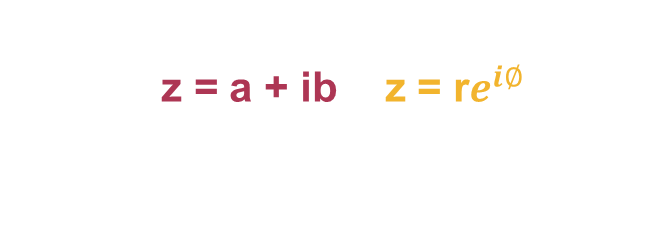 z = a + ib z = re^{i∅}